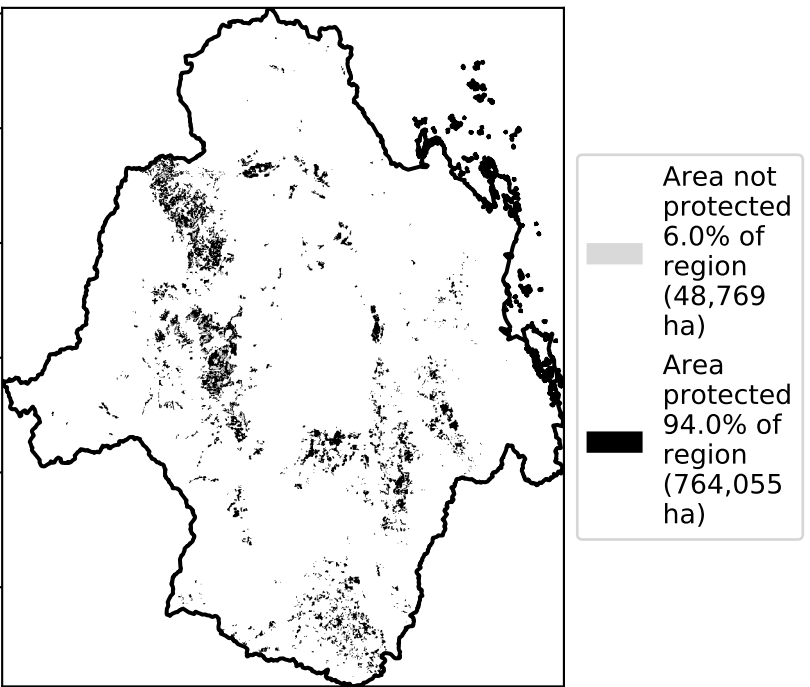 Area not
protected
6.0% of
region
(48,769
ha)
Area
protected
94.0% of
region
(764,055
ha)